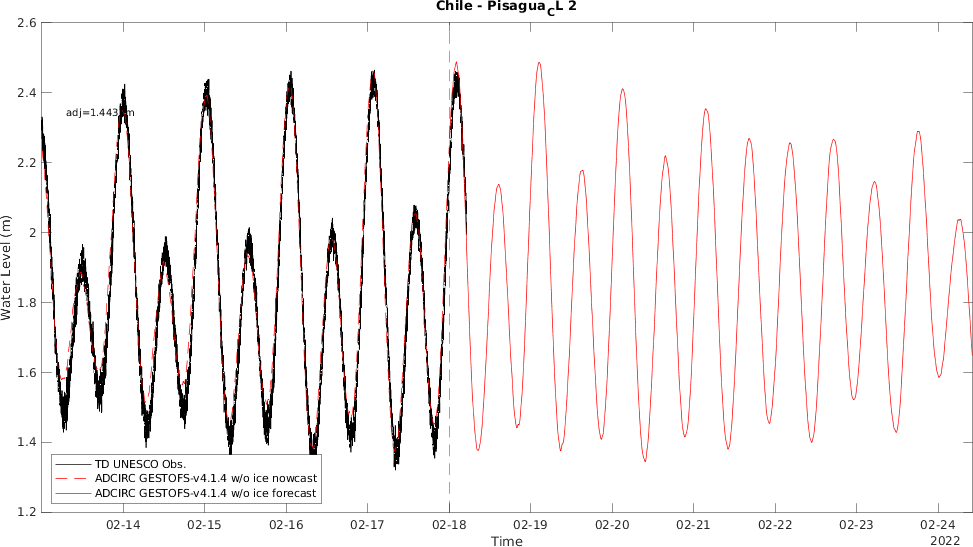 Chile - Pisagua_CL 2
2.6
2.4
adj=1.443 m
2.2
2
1.8
1.6
1.4
1.2
Water Level (m)
TD UNESCO Obs.
ADCIRC GESTOFS-v4.1.4 w/o ice nowcast
ADCIRC GESTOFS-v4.1.4 w/o ice forecast
02-14 02-15 02-16 02-17 02-18 02-19 02-20 02-21 02-22 02-23 02-24
Time
2022